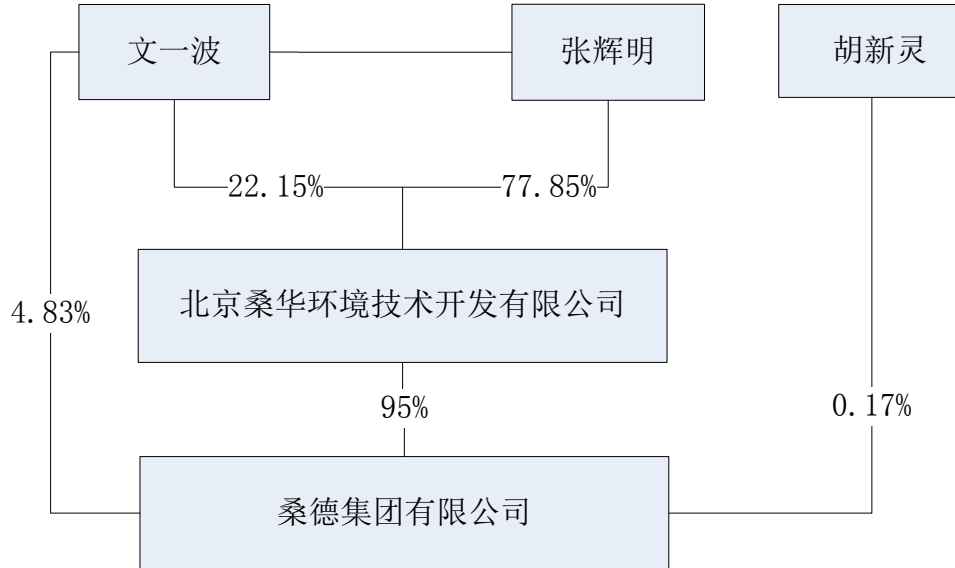 文一波
张辉明
胡新灵
22.15%
77.85%
北京桑华环境技术开发有限公司
4.83%
95%
0.17%
桑德集团有限公司